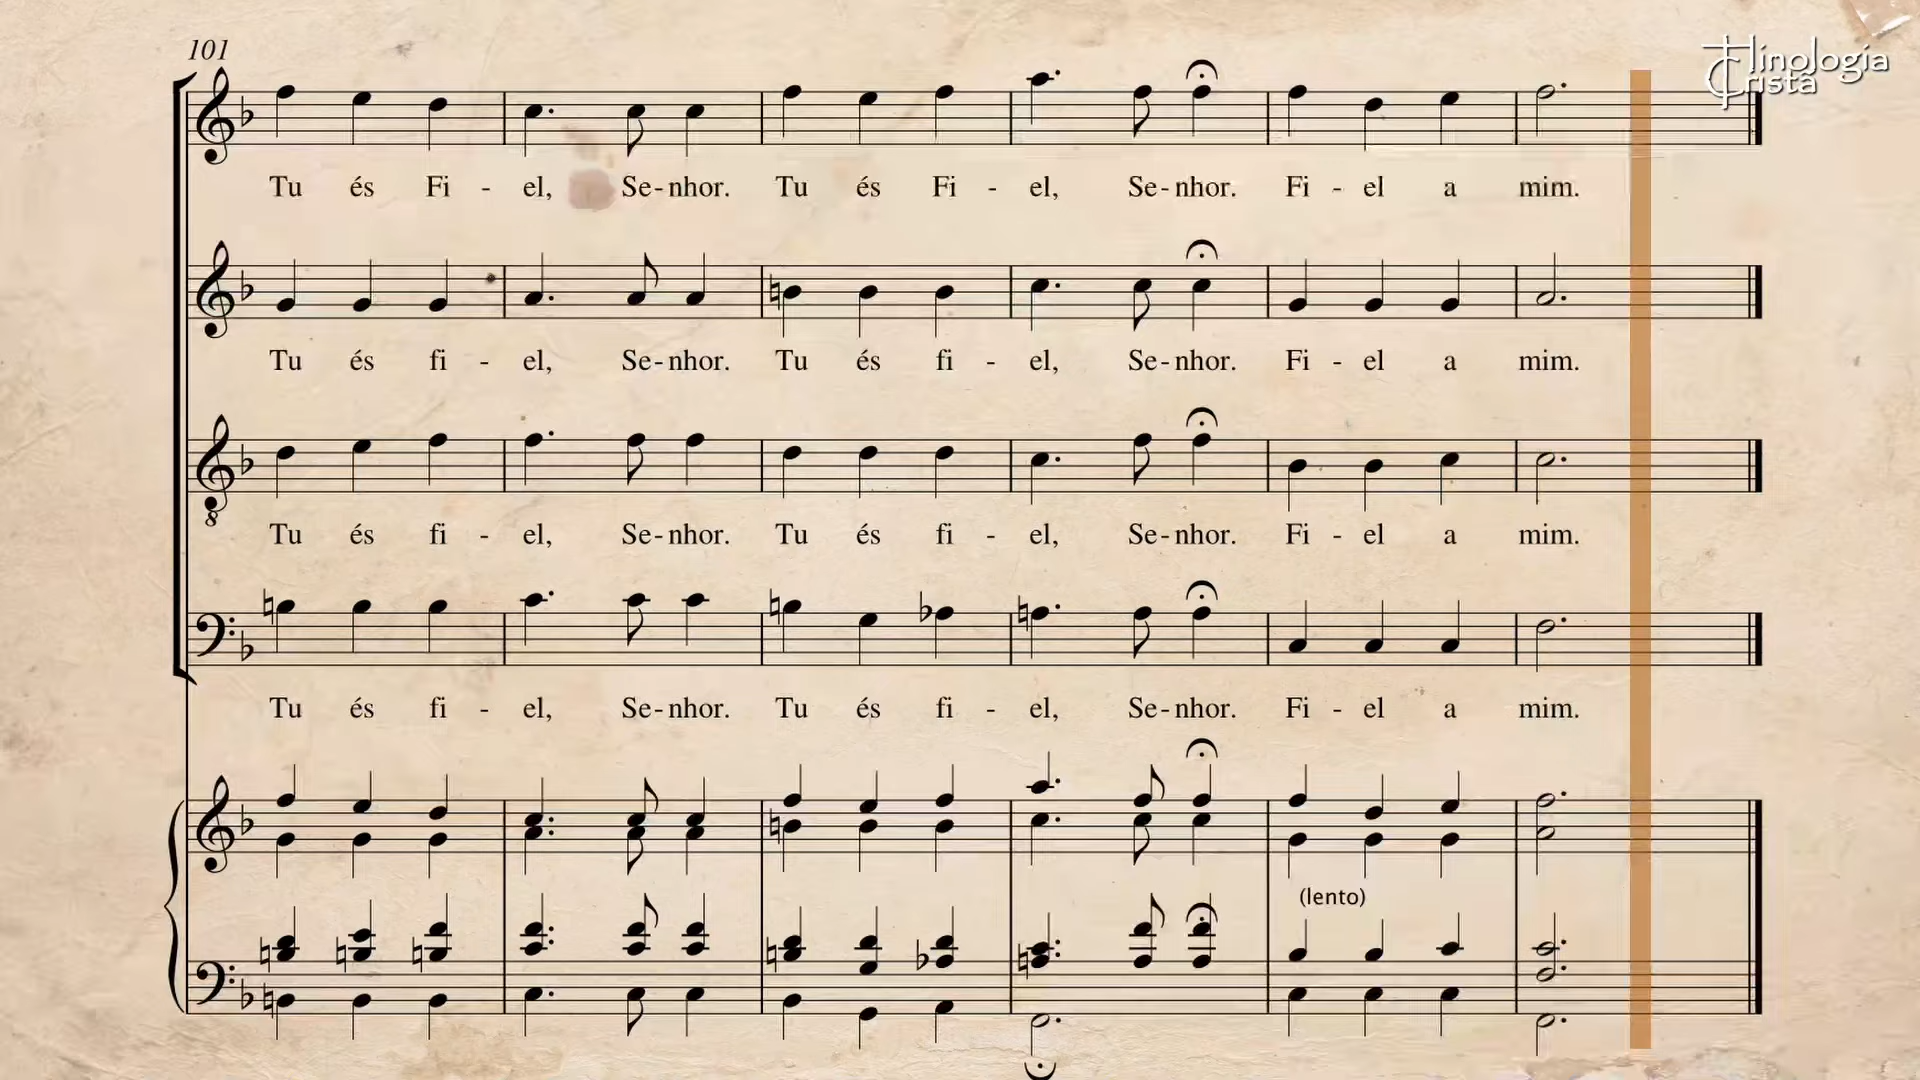 101
Hinologia
Cristã
Tu és Fi - el, Se - nhor. Tu és Fi - el, Se - nhor. Fi - el a mim.
Tu és fi - el, Se - nhor. Tu és fi - el, Se - nhor. Fi - el a mim.
8
Tu és fi - el, Se - nhor. Tu és fi - el, Se - nhor. Fi - el a mim.
Tu és fi - el, Se - nhor. Tu és fi - el, Se - nhor. Fi - el a mim.
(lento)